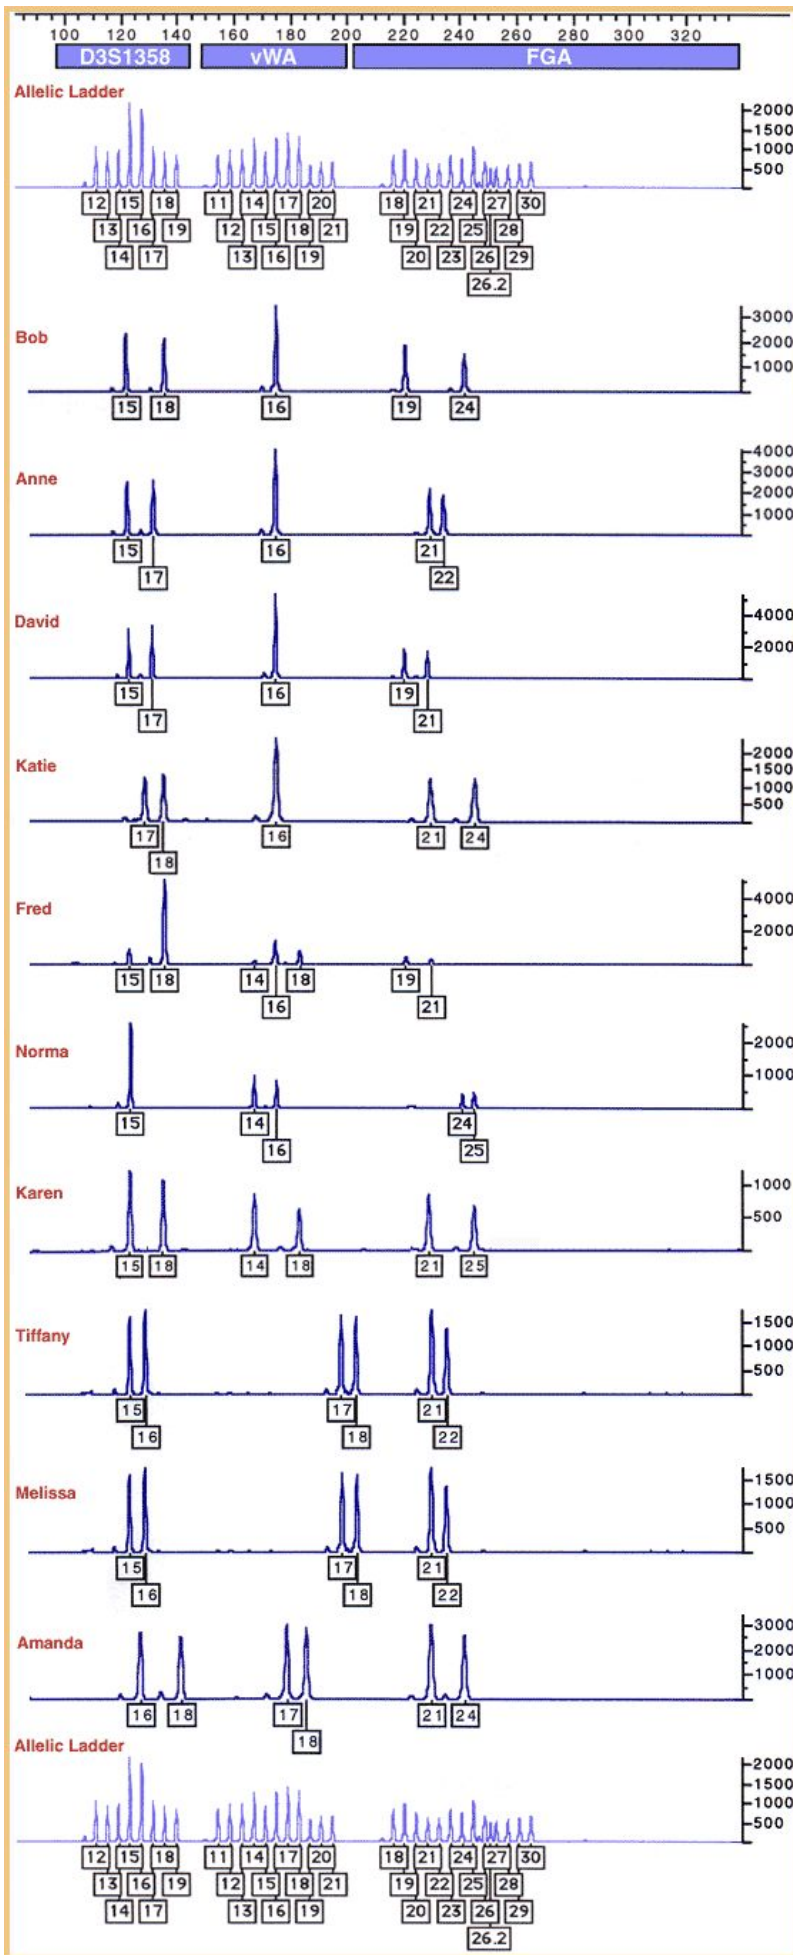 100 120 140 160 180 200 220 240 260 280 300 320
D3S1358 vWA FGA
Allelic Ladder
2000
1500
1000
500
12 15 18 11 14 17 20 18 21 24 27 30
13 16 19 12 15 18 21 19 22 25 28
14 17 13 16 19 20 23 26 29
26.2
Bob
3000
2000
1000
15 18 16 19 24
Anne
4000
3000
2000
1000
15 16 21
17 22
David
4000
2000
15 16 19
17 21
Katie
2000
1500
1000
500
17 16 21 24
18
Fred
4000
2000
15 18 14 18 19
16 21
Norma
2000
1000
15 14 24
16 25
Karen
1000
500
15 18 14 18 21 25
Tiffany
1500
1000
500
15 17 21
16 18 22
Melissa
1500
1000
500
15 17 21
16 18 22
Amanda
3000
2000
1000
16 18 17 21 24
18
Allelic Ladder
2000
1500
1000
500
12 15 18 11 14 17 20 18 21 24 27 30
13 16 19 12 15 18 21 19 22 25 28
14 17 13 16 19 20 23 26 29
26.2